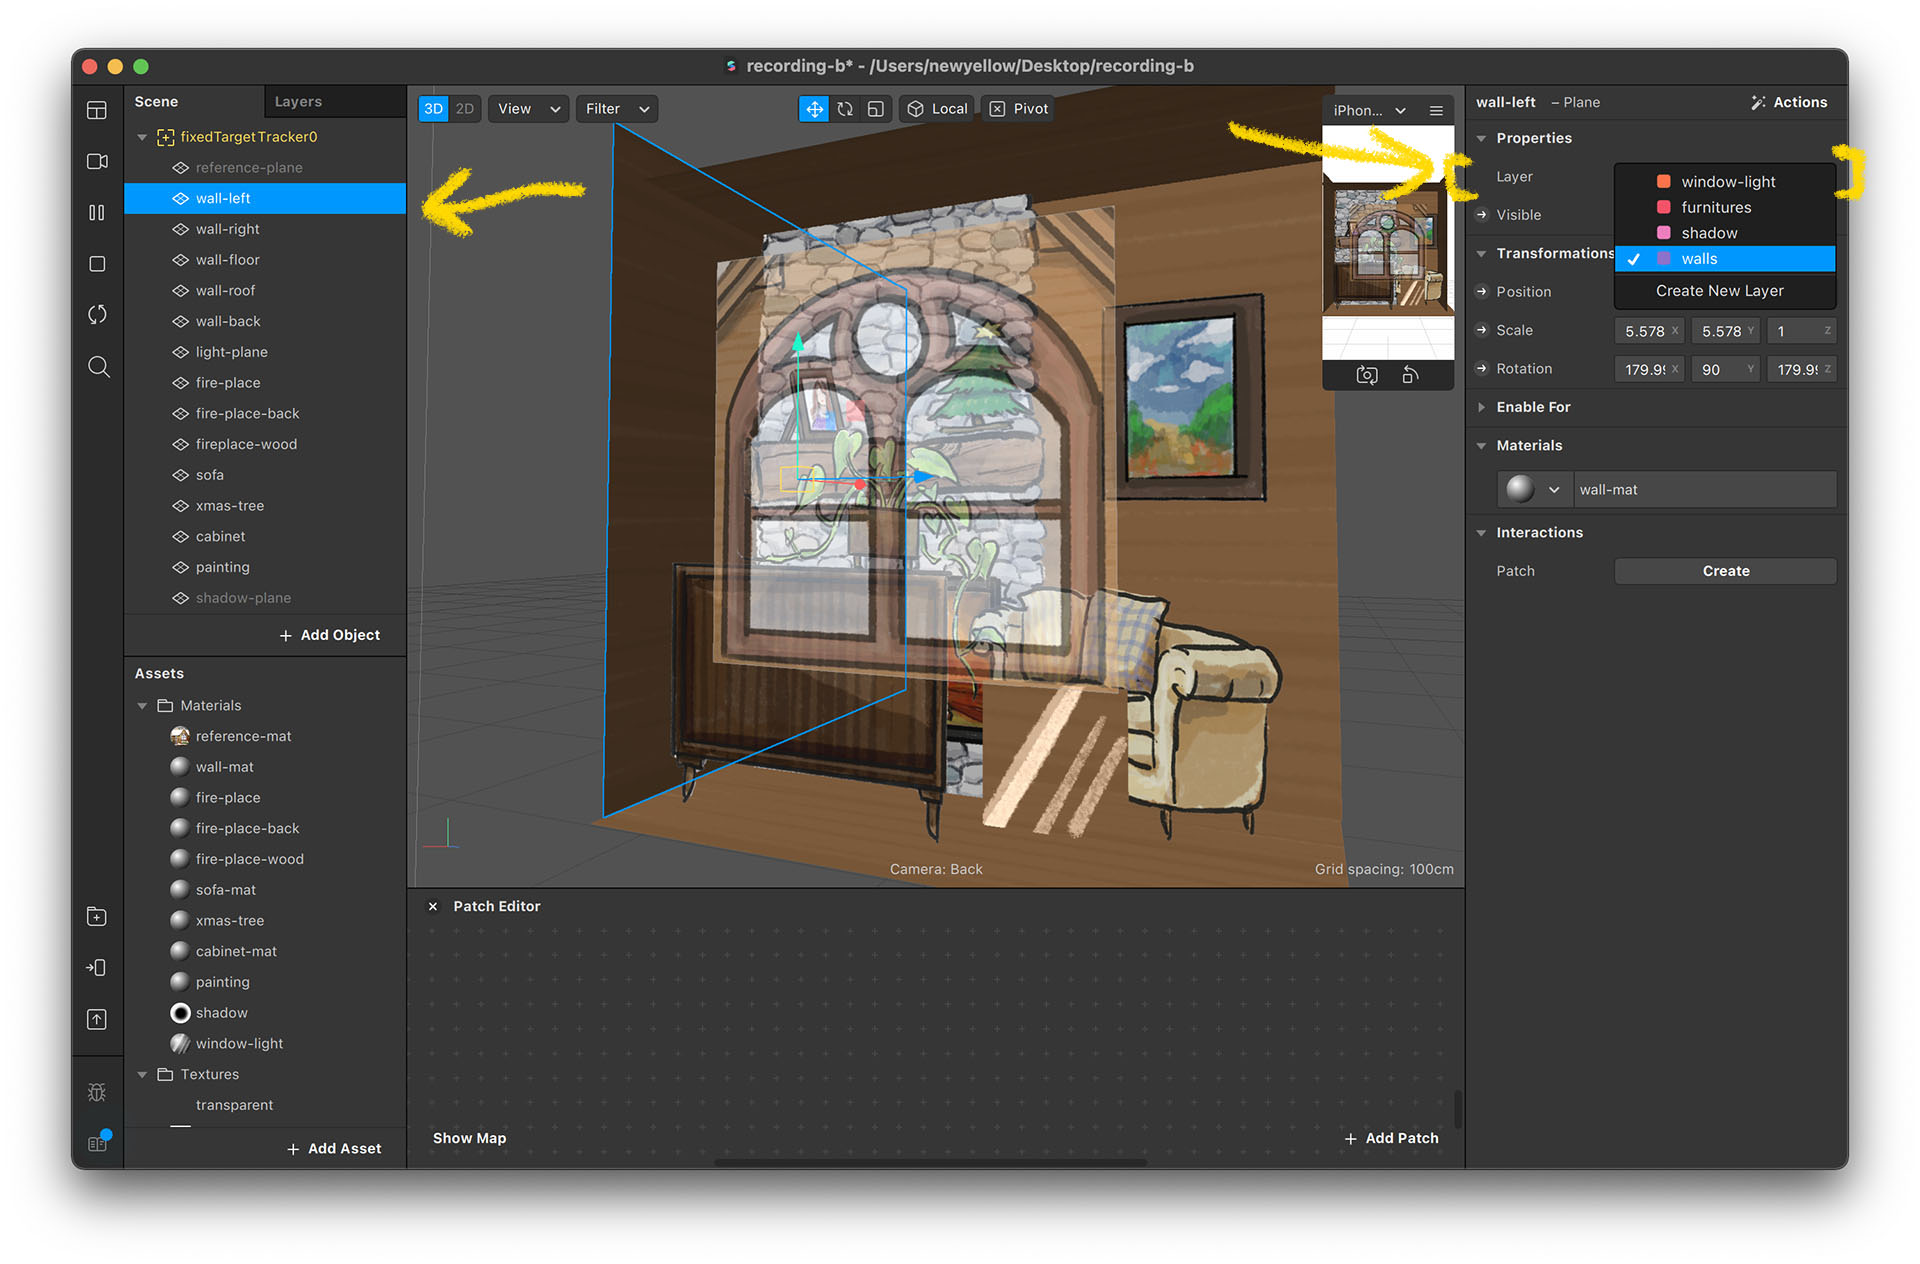 recording-b* - /Users/newyellow/Desktop/recording-b
Scene
Layers
fixedTargetTracker0
reference-plane
wall-left
wall-right
wall-floor
wall-roof
wall-back
light-plane
fire-place
fire-place-back
fireplace-wood
sofa
xmas-tree
cabinet
painting
shadow-plane
+ Add Object
Assets
Materials
reference-mat
wall-mat
fire-place
fire-place-back
fire-place-wood
sofa-mat
xmas-tree
cabinet-mat
painting
shadow
window-light
Textures
transparent
+ Add Asset
3D 2D View Filter Local Pivot
iPhon...
Camera: Back
Grid spacing: 100cm
Patch Editor
Show Map
+ Add Patch
wall-left – Plane Actions
Properties
Layer
window-light
furnitures
shadow
walls
Create New Layer
Visible
Transformations
Position
Scale 5.578 X 5.578 Y 1 Z
Rotation 179.99 X 90 Y 179.99 Z
Enable For
Materials
wall-mat
Interactions
Patch Create